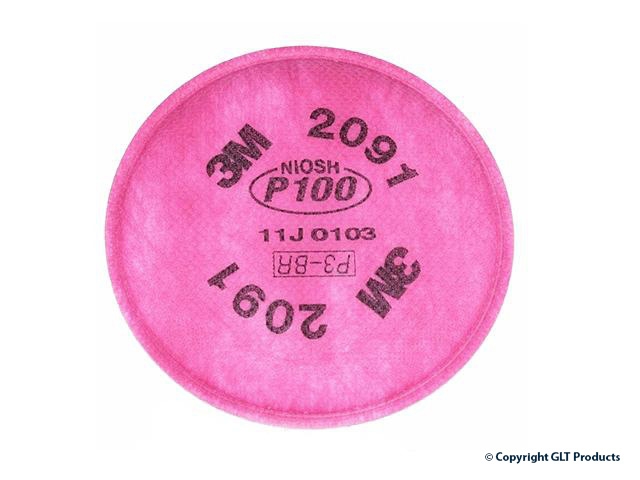 3M 2091
NIOSH
P100
11J 0103
P3-BR
3M 2091
© Copyright GLT Products